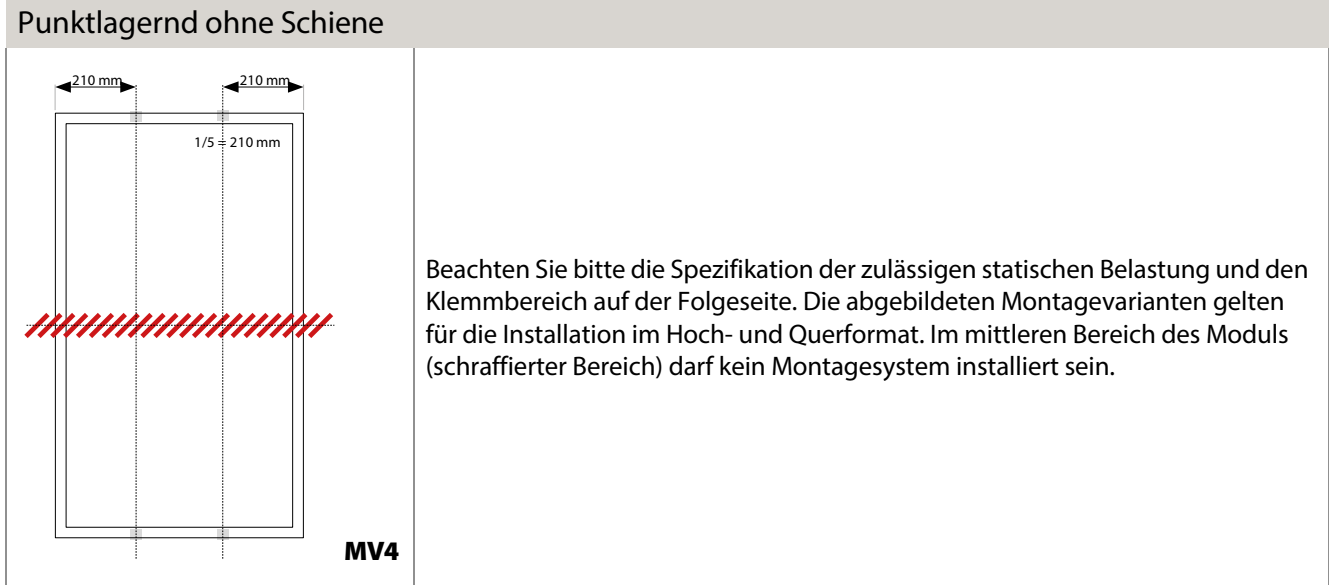 Punktlagernd ohne Schiene
210 mm 210 mm
1/5 = 210 mm
MV4
Beachten Sie bitte die Spezifikation der zulässigen statischen Belastung und den
Klemmbereich auf der Folgeseite. Die abgebildeten Montagevarianten gelten
für die Installation im Hoch- und Querformat. Im mittleren Bereich des Moduls
(schraffierter Bereich) darf kein Montagesystem installiert sein.